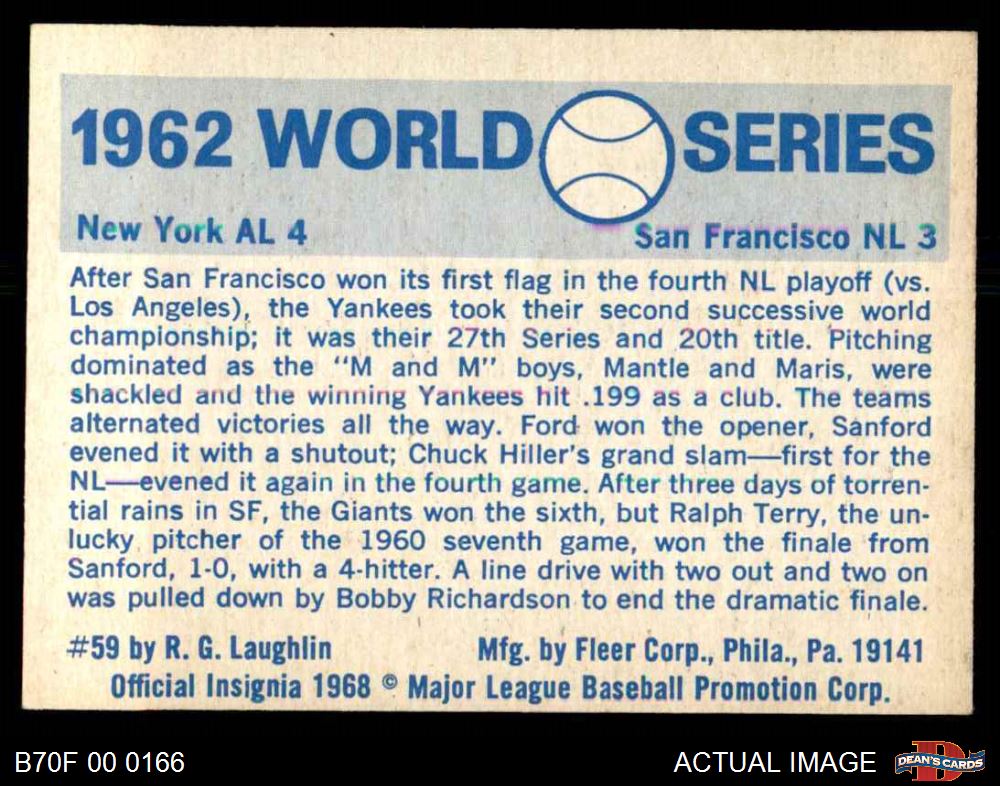 1962 WORLD SERIES
New York AL 4 San Francisco NL 3
After San Francisco won its first flag in the fourth NL playoff (vs.
Los Angeles), the Yankees took their second successive world
championship; it was their 27th Series and 20th title. Pitching
dominated as the "M and M" boys, Mantle and Maris, were
shackled and the winning Yankees hit .199 as a club. The teams
alternated victories all the way. Ford won the opener, Sanford
evened it with a shutout; Chuck Hiller's grand slam—first for the
NL—evened it again in the fourth game. After three days of torren-
tial rains in SF, the Giants won the sixth, but Ralph Terry, the un-
lucky pitcher of the 1960 seventh game, won the finale from
Sanford, 1-0, with a 4-hitter. A line drive with two out and two on
was pulled down by Bobby Richardson to end the dramatic finale.
#59 by R. G. Laughlin Mfg. by Fleer Corp., Phila., Pa. 19141
Official Insignia 1968 © Major League Baseball Promotion Corp.
B70F 00 0166 ACTUAL IMAGE D DEAN'S CARDS